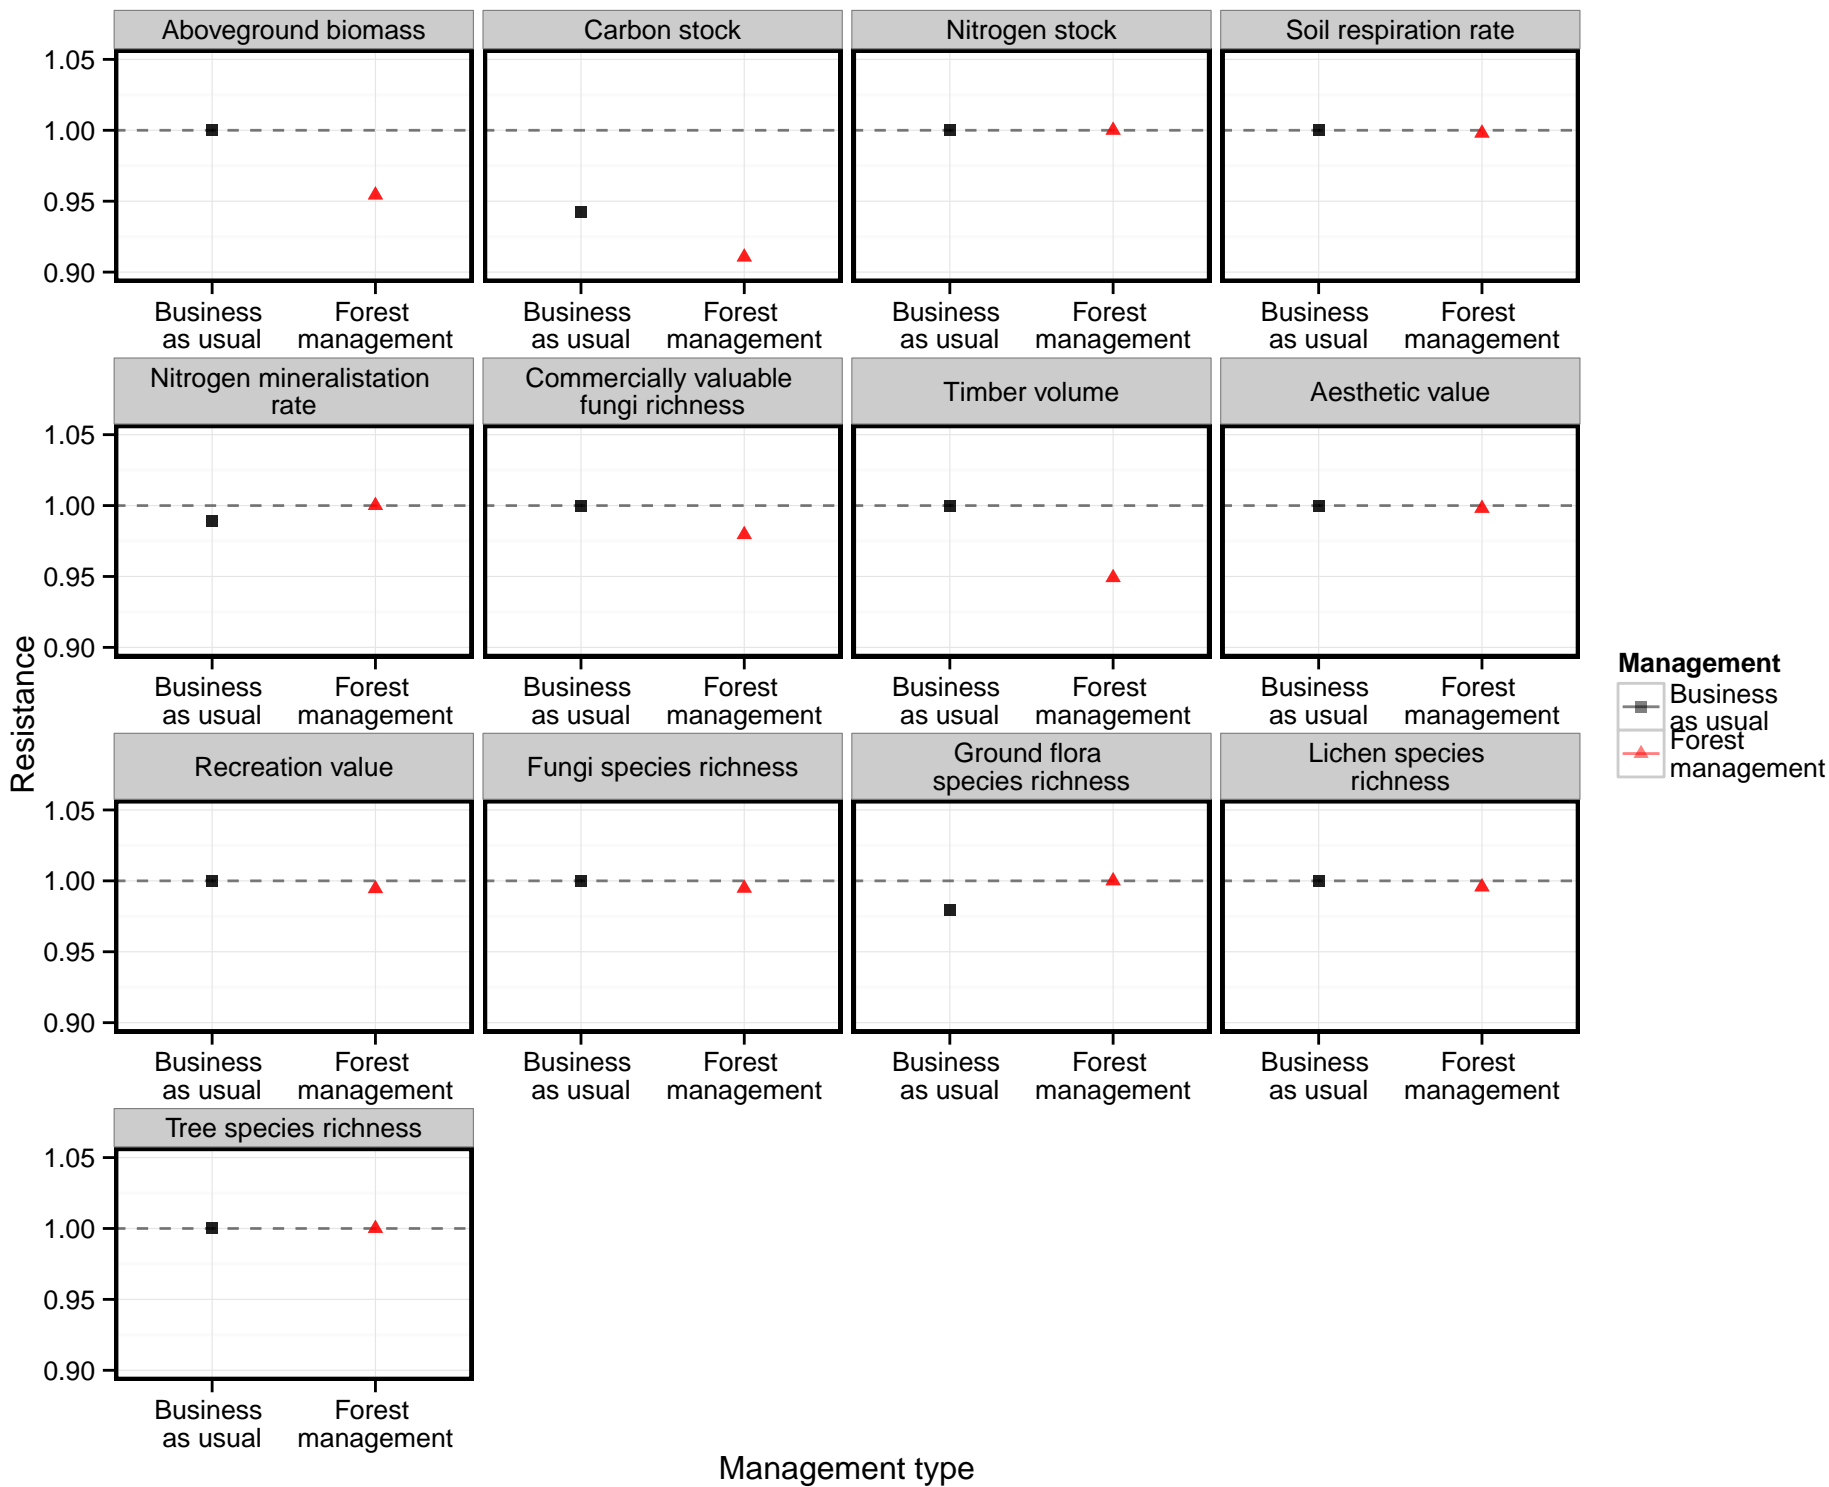 Aboveground biomass
Carbon stock
Nitrogen stock
Soil respiration rate
1.05
1.00
0.95
0.90
Business
as usual
Forest
management
Business
as usual
Forest
management
Business
as usual
Forest
management
Business
as usual
Forest
management
Nitrogen mineralistation
rate
Commercially valuable
fungi richness
Timber volume
Aesthetic value
1.05
1.00
0.95
0.90
Business
as usual
Forest
management
Business
as usual
Forest
management
Business
as usual
Forest
management
Business
as usual
Forest
management
Recreation value
Fungi species richness
Ground flora
species richness
Lichen species
richness
1.05
1.00
0.95
0.90
Business
as usual
Forest
management
Business
as usual
Forest
management
Business
as usual
Forest
management
Business
as usual
Forest
management
Tree species richness
1.05
1.00
0.95
0.90
Business
as usual
Forest
management
Resistance
Management type
Management
Business
as usual
Forest
management